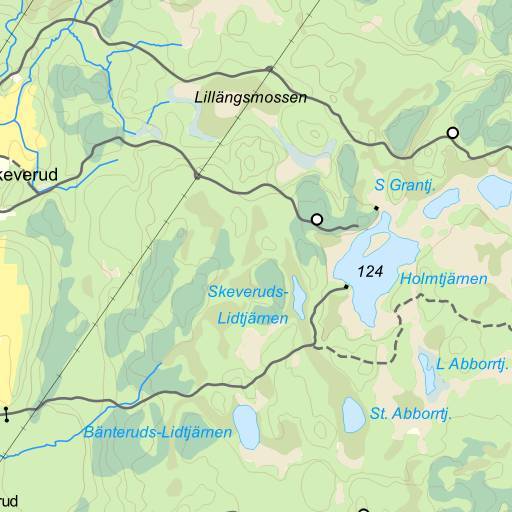 Lillängsmossen
keverud
S Grantj.
124
Holmtjärnen
Skeveruds-
Lidtjärnen
L Abborrtj.
St. Abborrtj.
Bänteruds-Lidtjärnen
rud